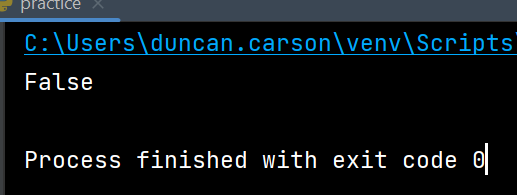 practice
C:\Users\duncan.carson\venv\Scripts\
False
Process finished with exit code 0